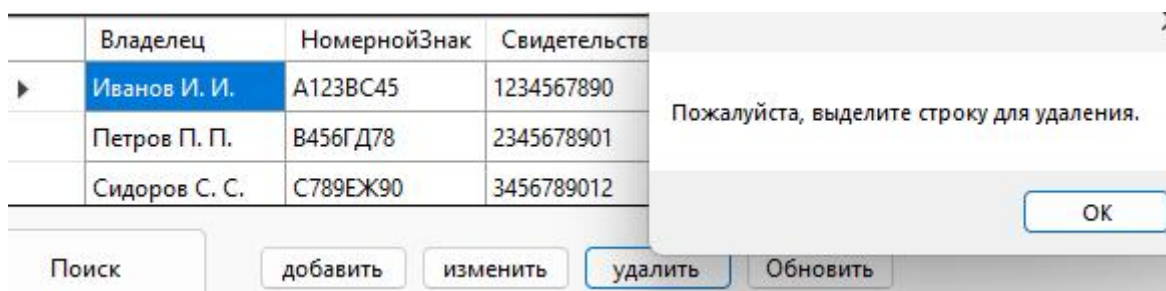 Владелец НомернойЗнак Свидетельств
Иванов И. И. А123ВС45 1234567890
Петров П. П. В456ГД78 2345678901
Сидоров С. С. С789ЕЖ90 3456789012
Пожалуйста, выделите строку для удаления.
ОК
Поиск добавить изменить удалить Обновить